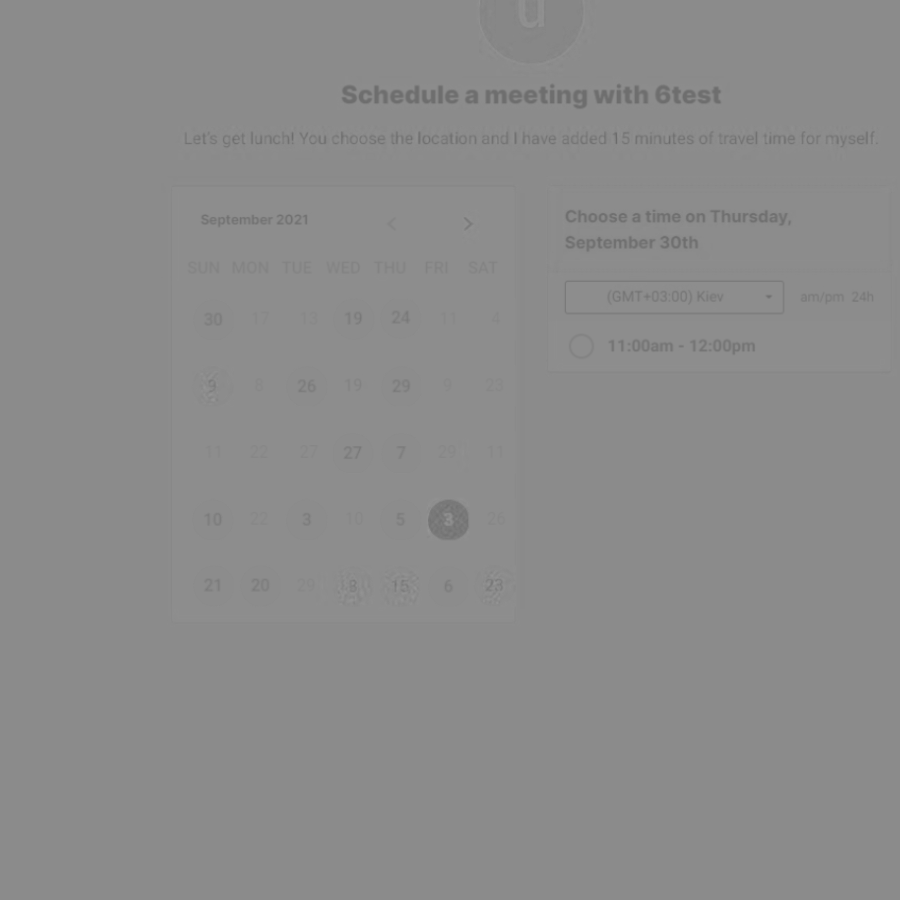 u
Schedule a meeting with 6test
Let's get lunch! You choose the location and I have added 15 minutes of travel time for myself.
September 2021
SUN MON TUE WED THU FRI SAT
30 17 13 19 24 11 4
9 8 26 19 29 9 23
11 22 27 27 7 29 11
10 22 3 10 5 3 26
21 20 29 8 15 6 23
Choose a time on Thursday,
September 30th
(GMT+03:00) Kiev am/pm 24h
11:00am - 12:00pm